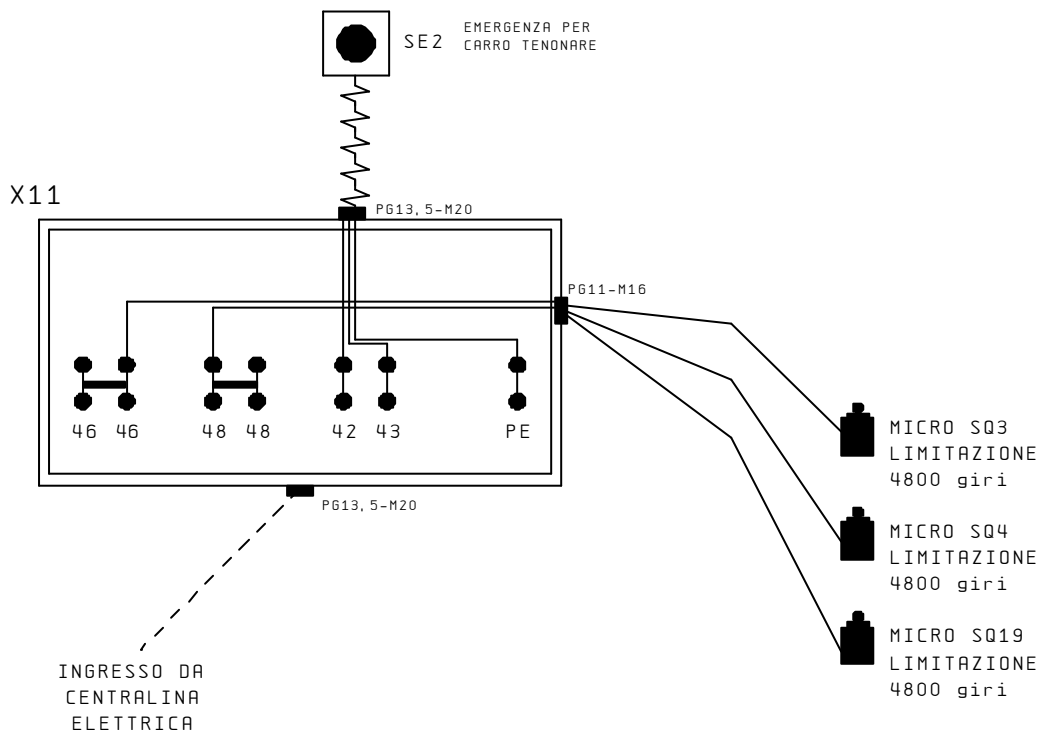 SE2
EMERGENZA PER
CARRO TENONARE
X11
PG13,5-M20
PG11-M16
46 46 48 48 42 43 PE
PG13,5-M20
MICRO SQ3
LIMITAZIONE
4800 giri
MICRO SQ4
LIMITAZIONE
4800 giri
MICRO SQ19
LIMITAZIONE
4800 giri
INGRESSO DA
CENTRALINA
ELETTRICA